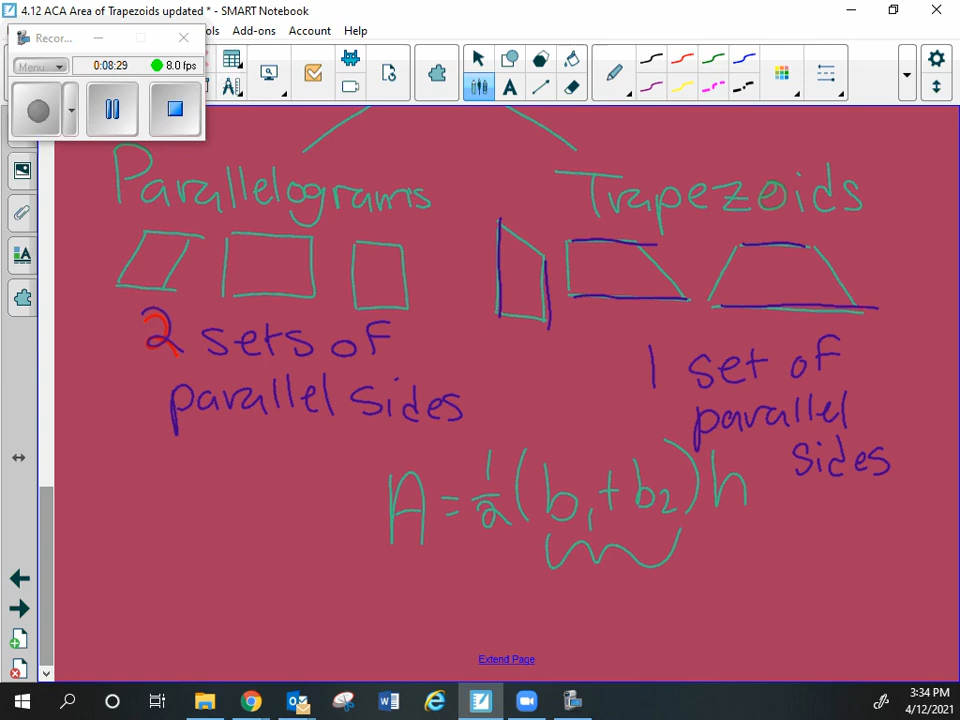 4.12 ACA Area of Trapezoids updated * - SMART Notebook
Recor...
ols Add-ons Account Help
Menu
0:08:29
8.0 fps
Parallelograms Trapezoids
2 sets of
parallel sides
1 set of
parallel
sides
A = 1/2 (b₁ + b₂) h
Extend Page
3:34 PM
4/12/2021